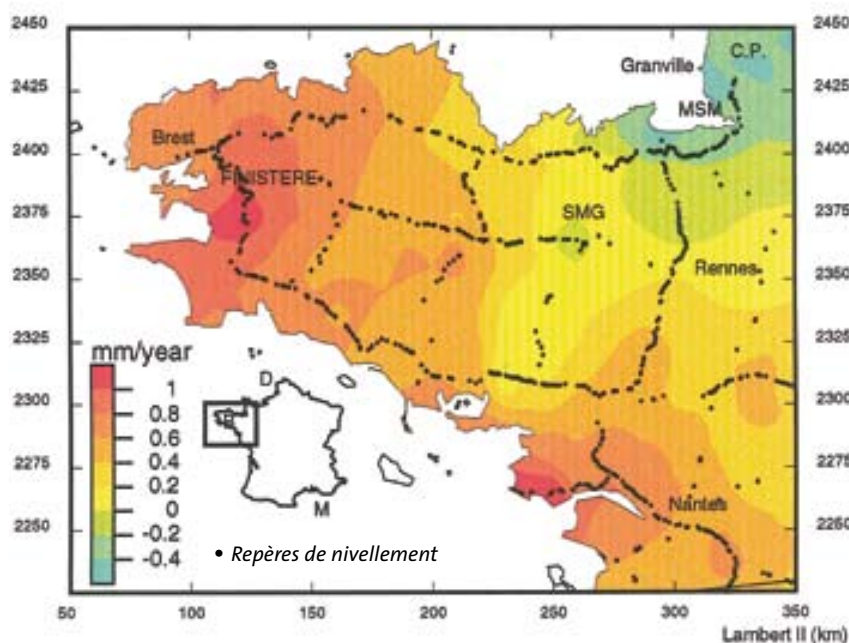 2450
2425
2400
2375
2350
2325
2300
2275
2250
2450
2425
2400
2375
2350
2325
2300
2275
2250
C.P.
Granville
MSM
Brest
FINISTERE
SMG
Rennes
Nantes
mm/year
1
0.8
0.6
0.4
0.2
-0.2
-0.4
D
M
• Repères de nivellement
50 100 150 200 250 300 350
Lambert II (km)